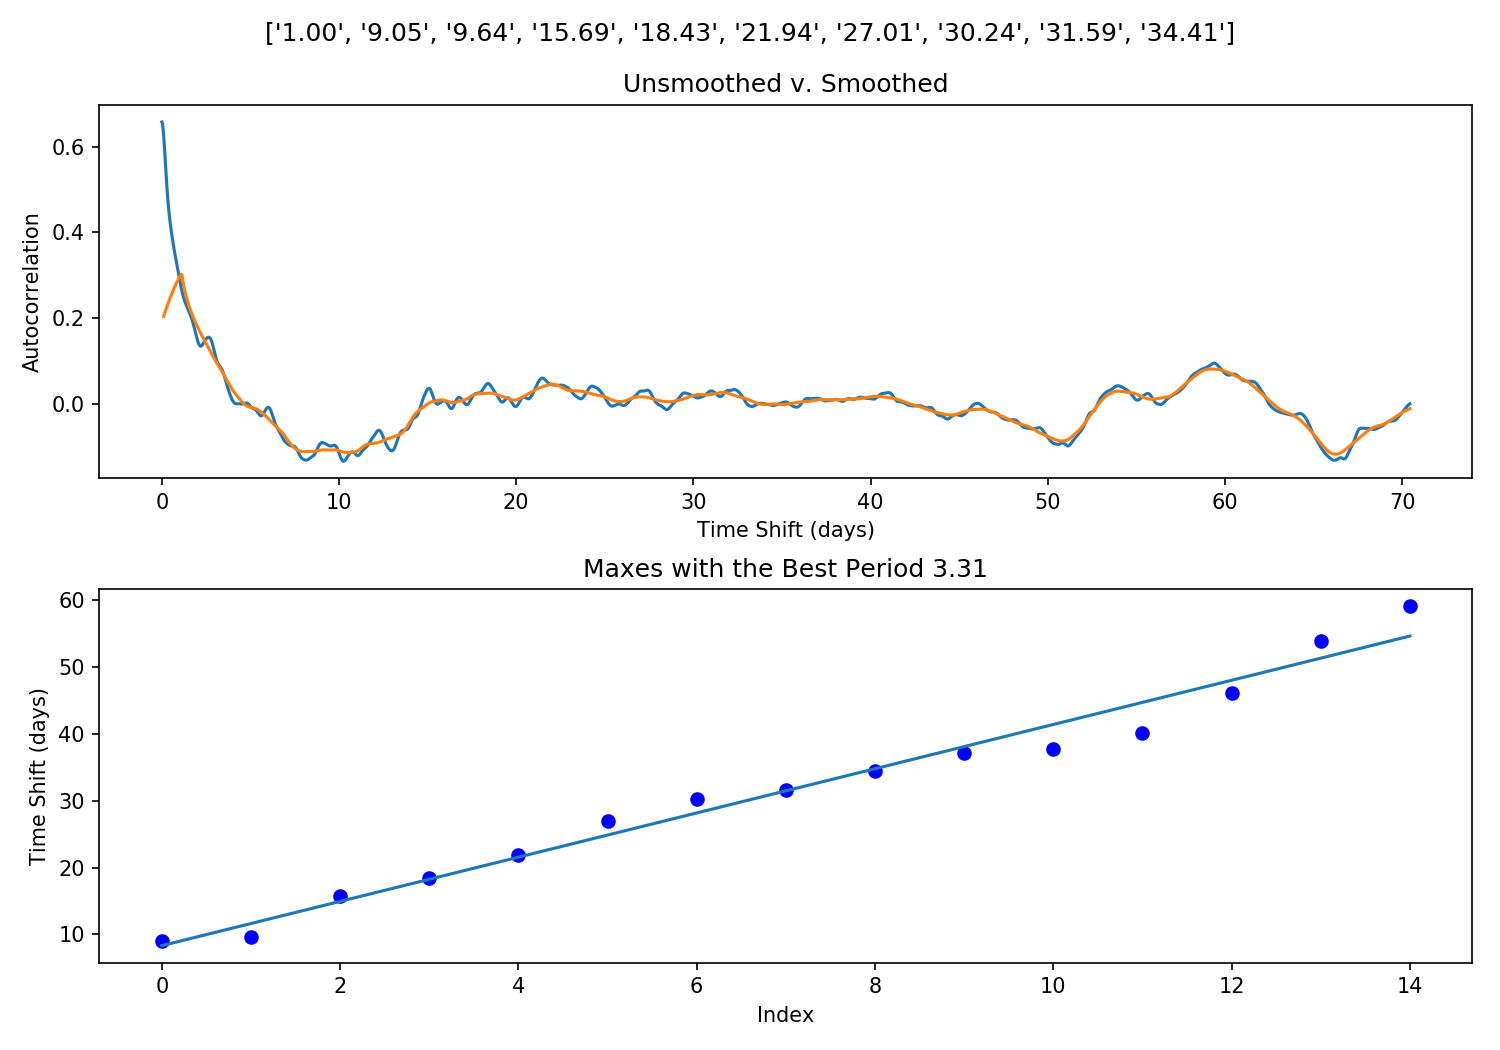 ['1.00', '9.05', '9.64', '15.69', '18.43', '21.94', '27.01', '30.24', '31.59', '34.41']
Unsmoothed v. Smoothed
Autocorrelation
0.6
0.4
0.2
0.0
0 10 20 30 40 50 60 70
Time Shift (days)
Maxes with the Best Period 3.31
Time Shift (days)
60
50
40
30
20
10
0 2 4 6 8 10 12 14
Index